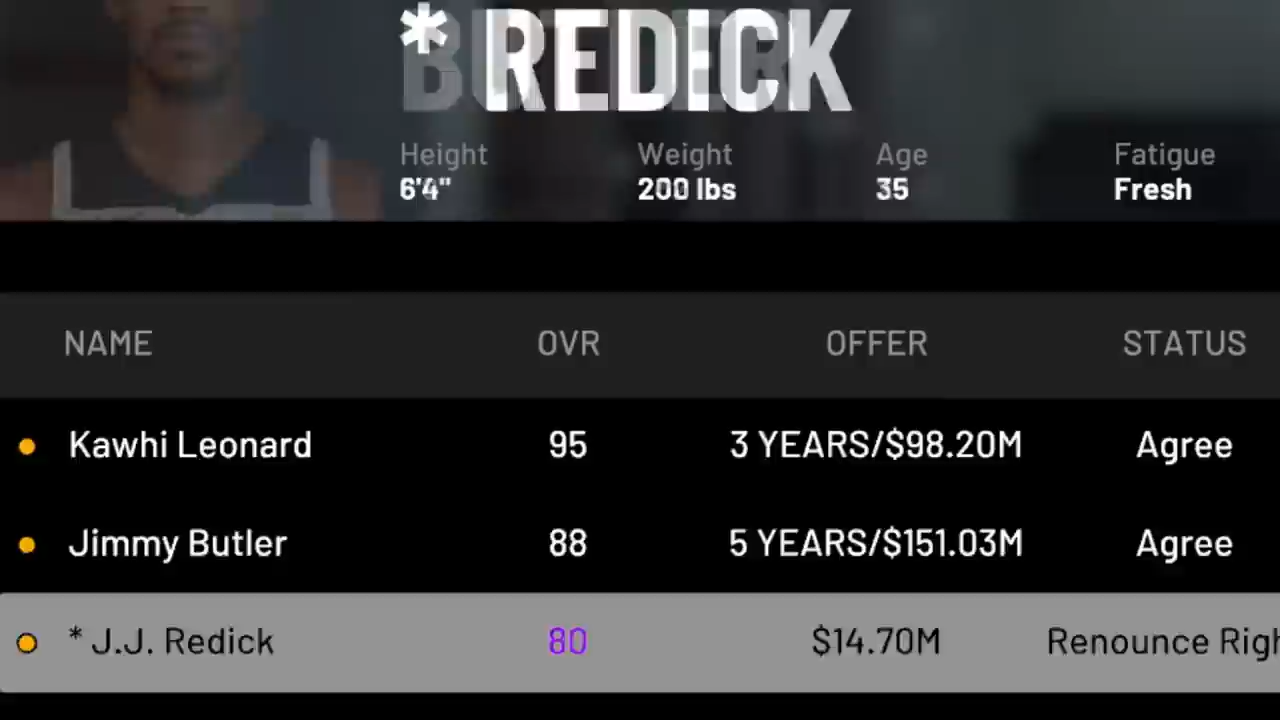 * REDICK
Height Weight Age Fatigue
6'4" 200 lbs 35 Fresh
NAME OVR OFFER STATUS
Kawhi Leonard 95 3 YEARS/$98.20M Agree
Jimmy Butler 88 5 YEARS/$151.03M Agree
* J.J. Redick 80 $14.70M Renounce Righ